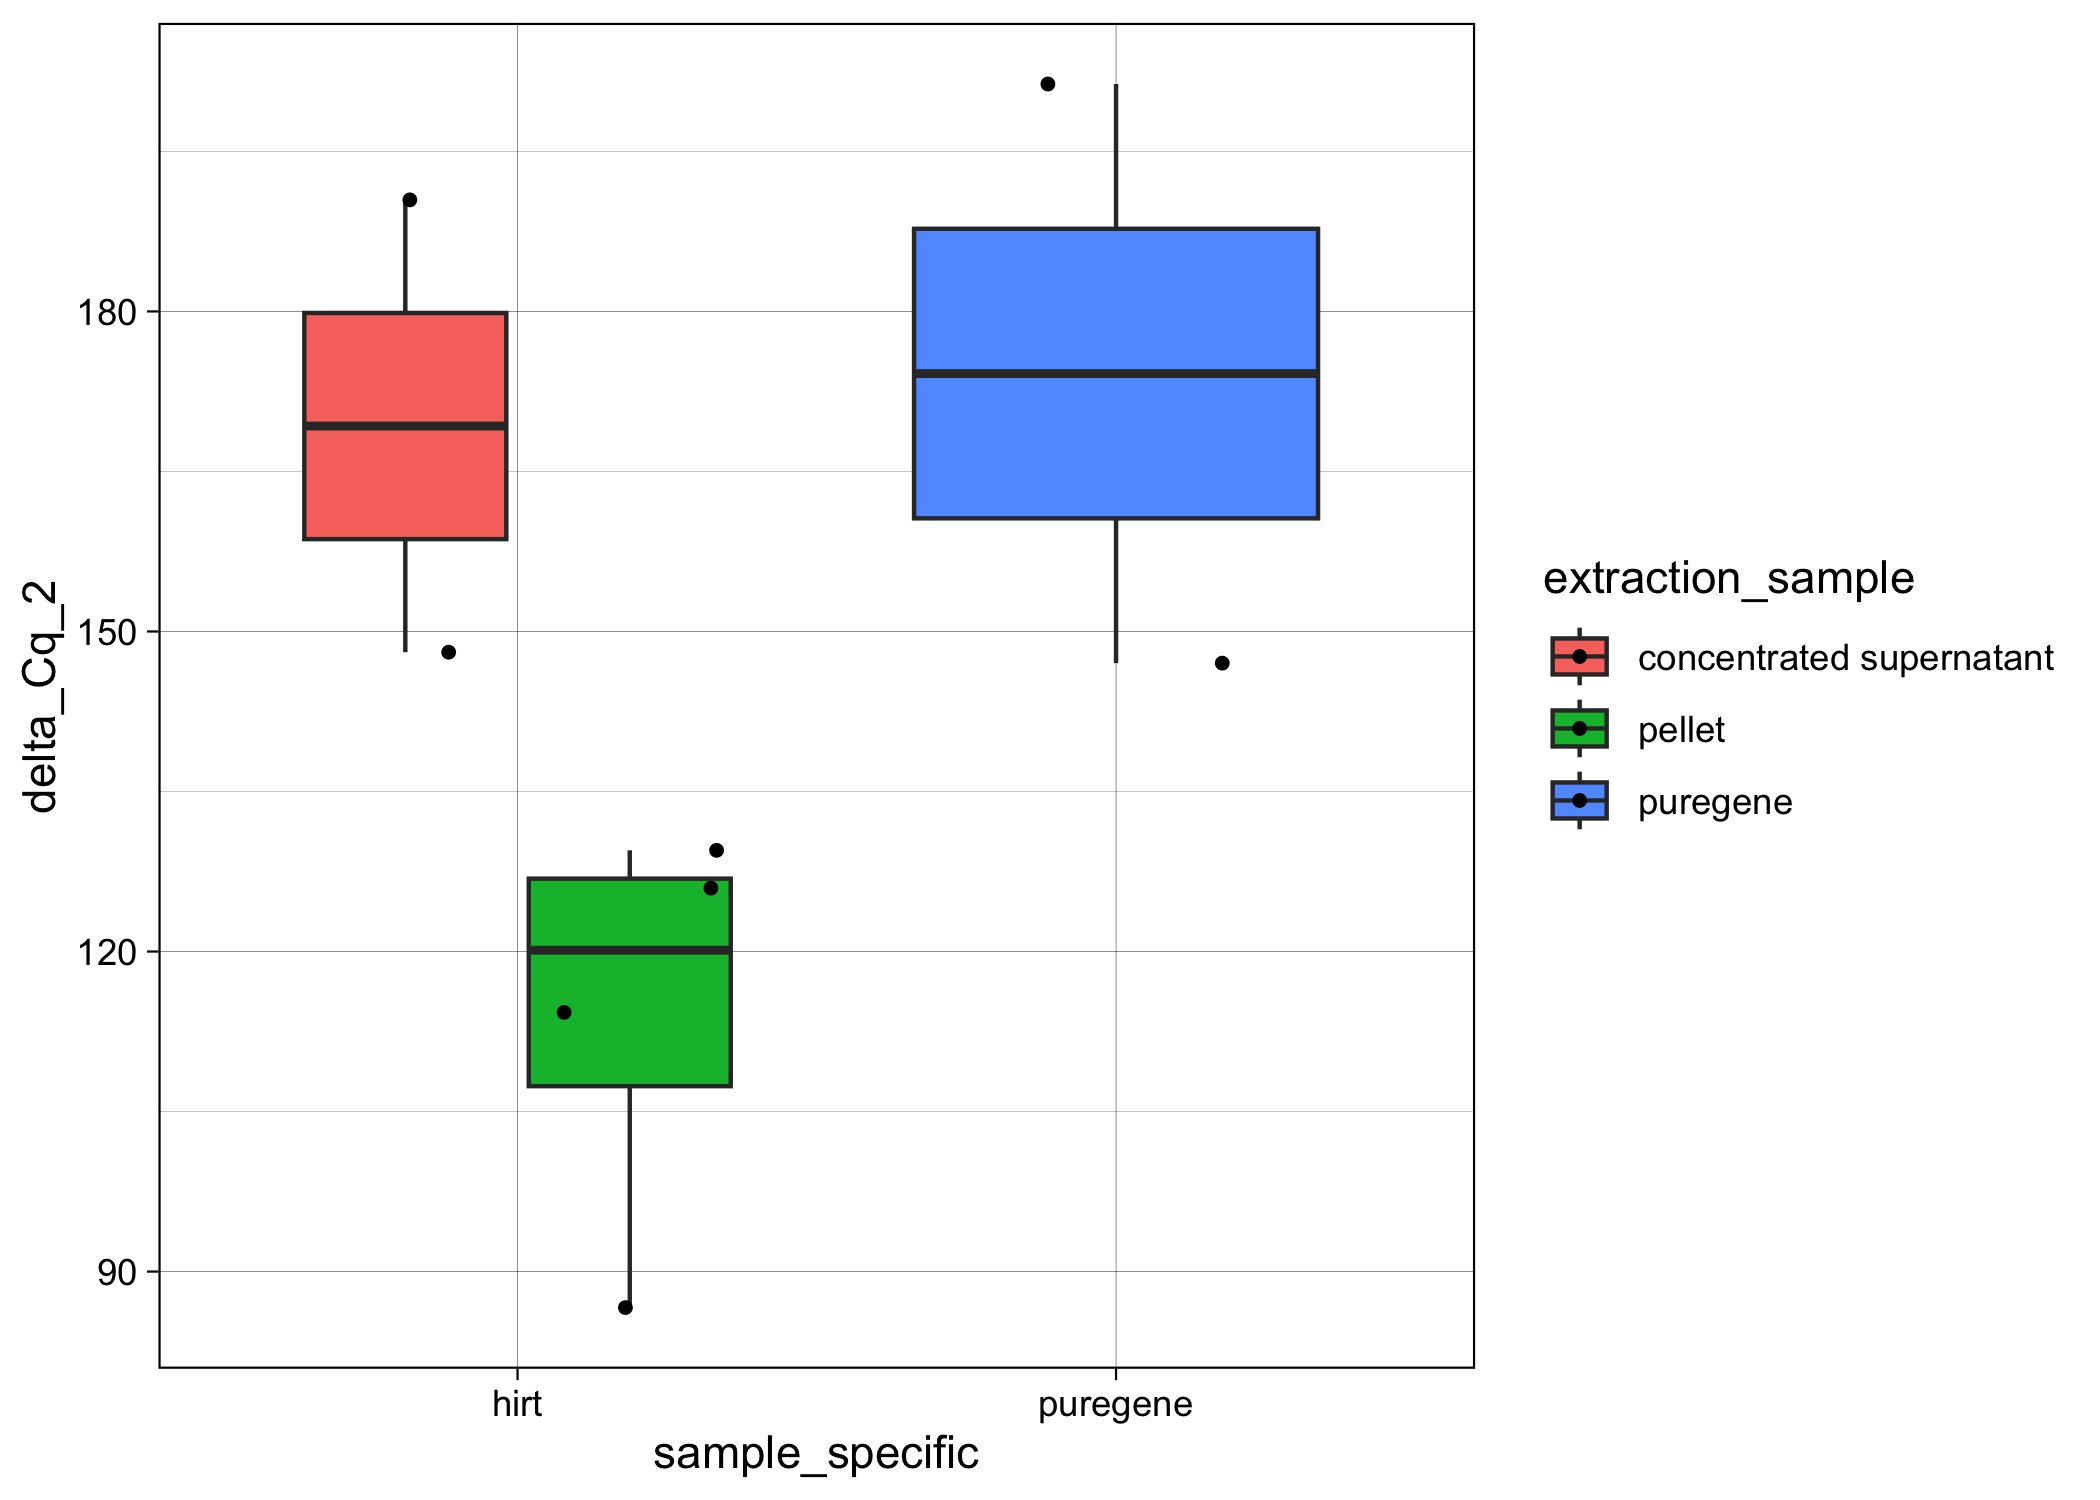 delta_Cq_2
180
150
120
90
hirt
puregene
sample_specific
extraction_sample
concentrated supernatant
pellet
puregene